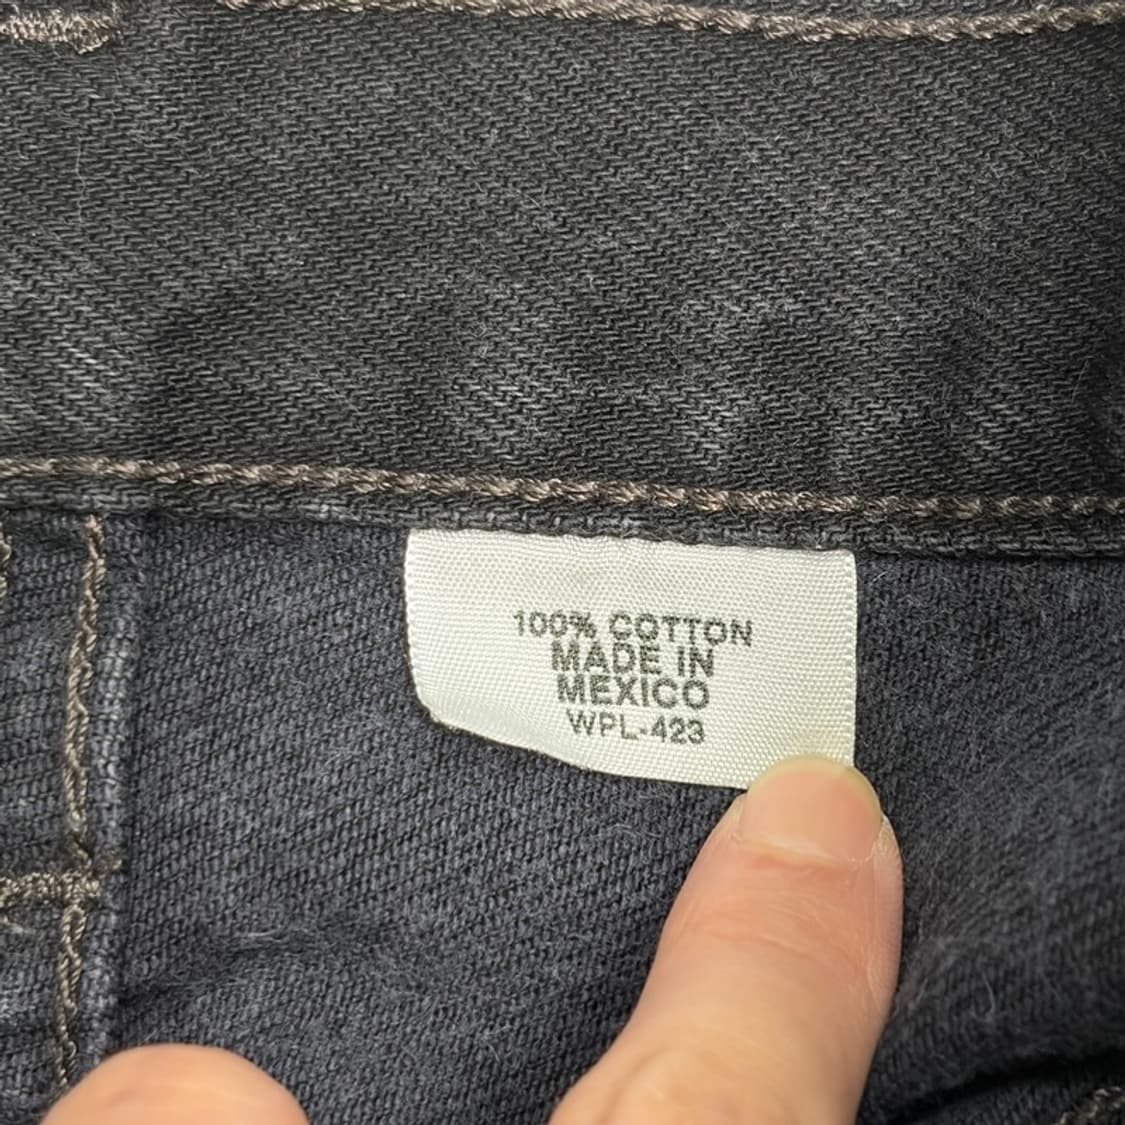 100% COTTON
MADE IN
MEXICO
WPL-423